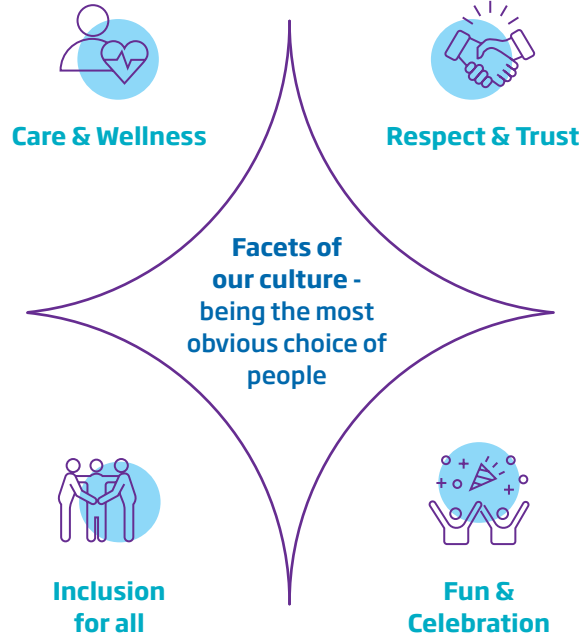 Care & Wellness
Respect & Trust
Facets of
our culture -
being the most
obvious choice of
people
Inclusion
for all
Fun &
Celebration